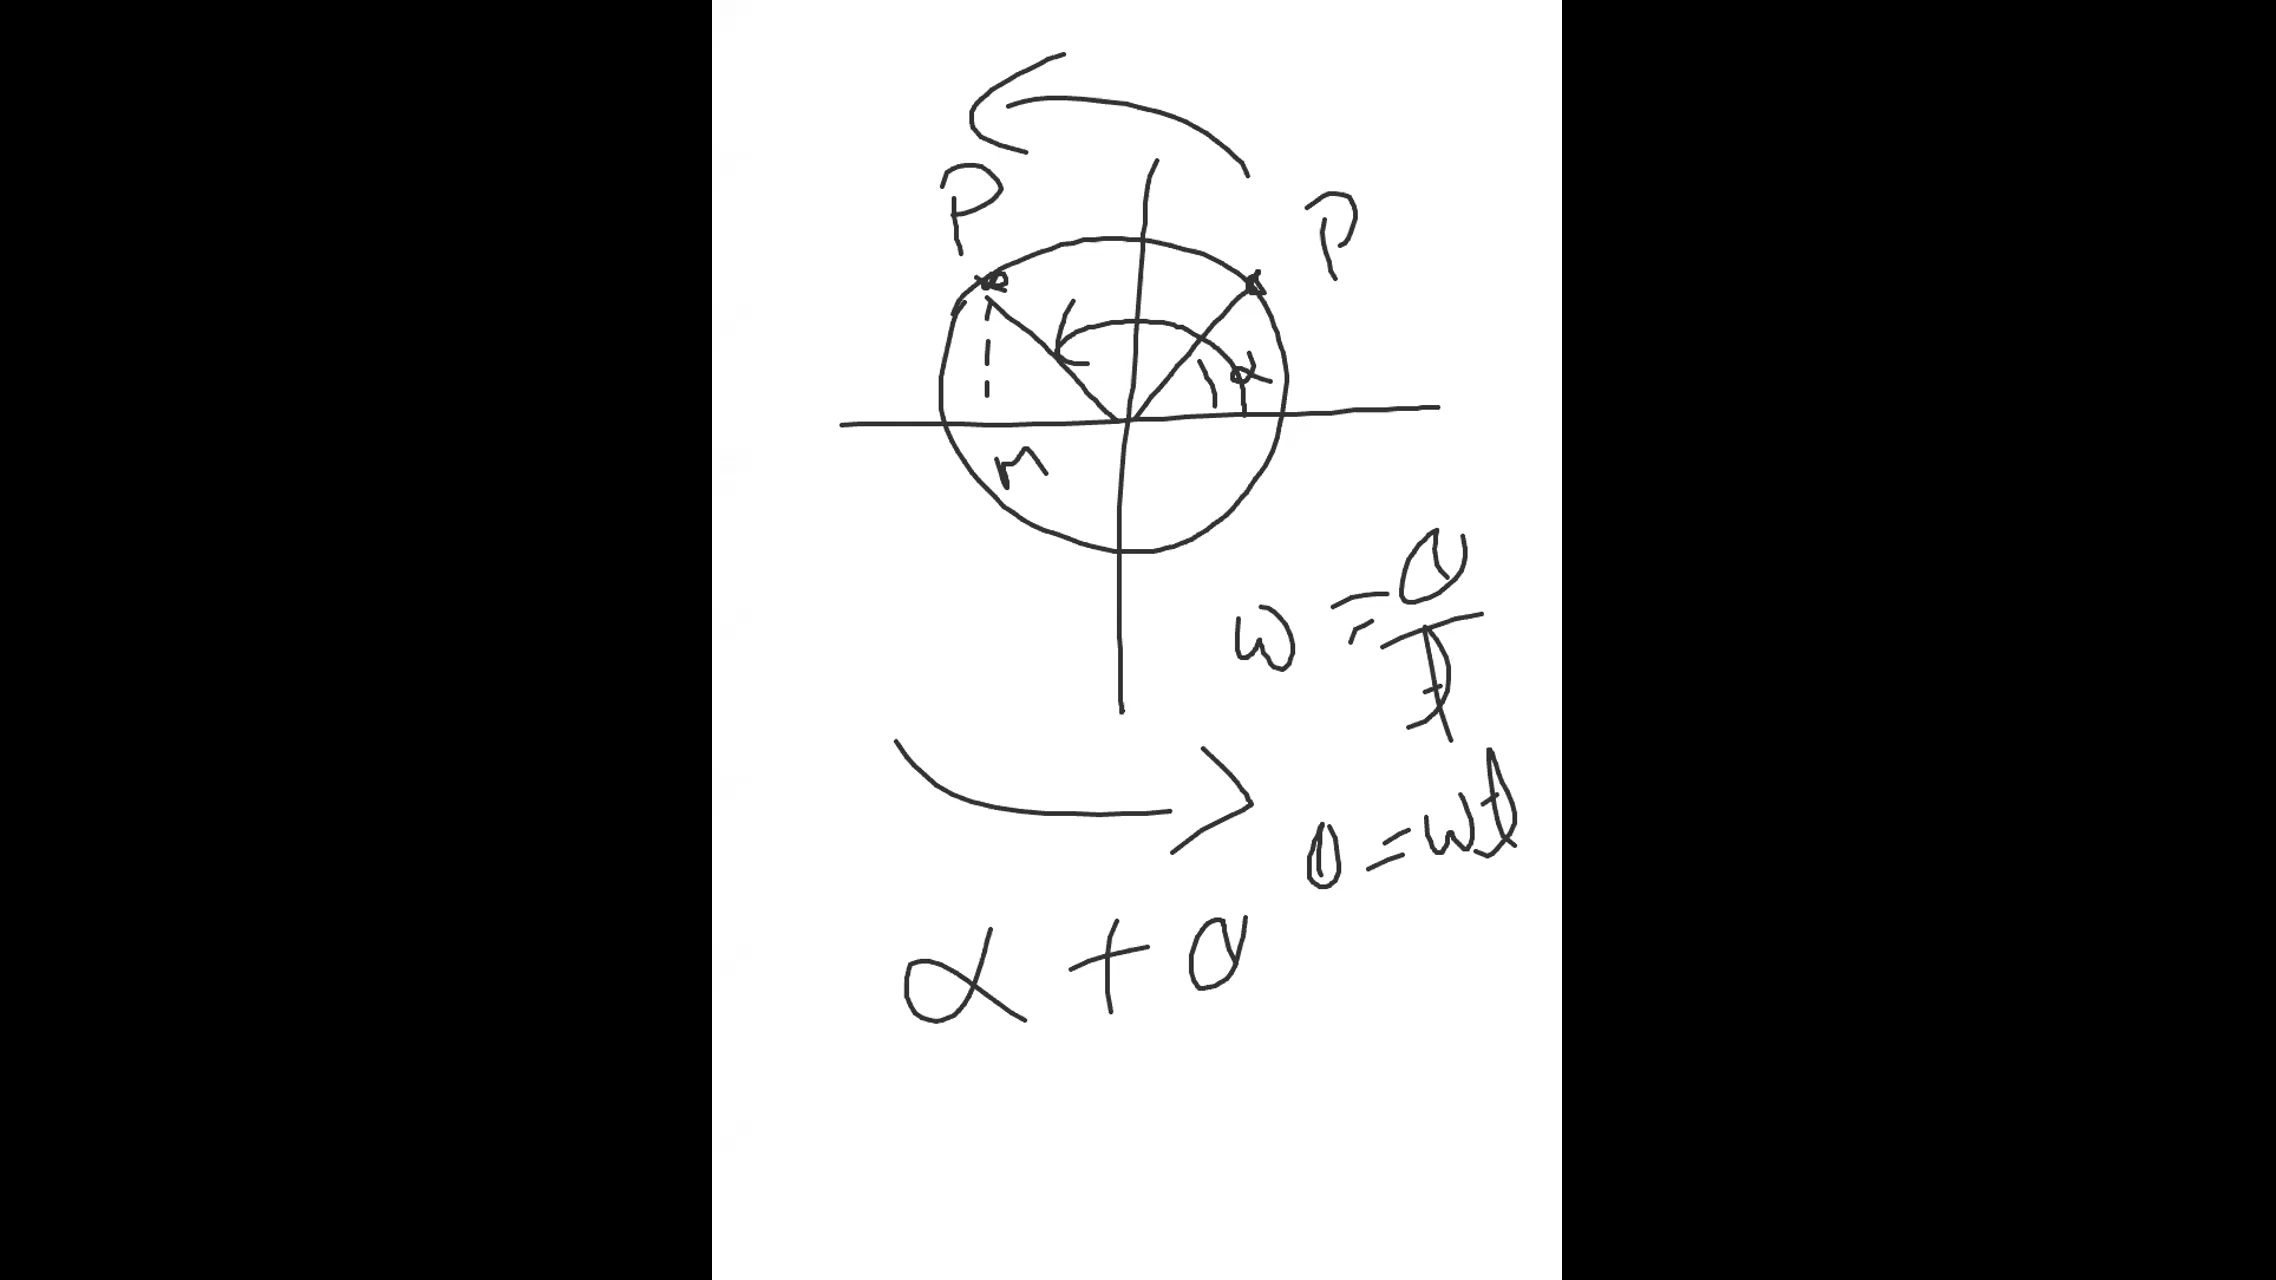 P
P
α
M
ω = θ
t
θ = ωt
α + θ